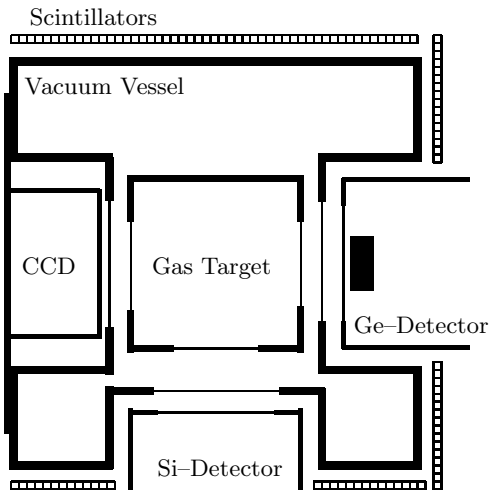 Scintillators
Vacuum Vessel
CCD
Gas Target
Ge–Detector
Si–Detector